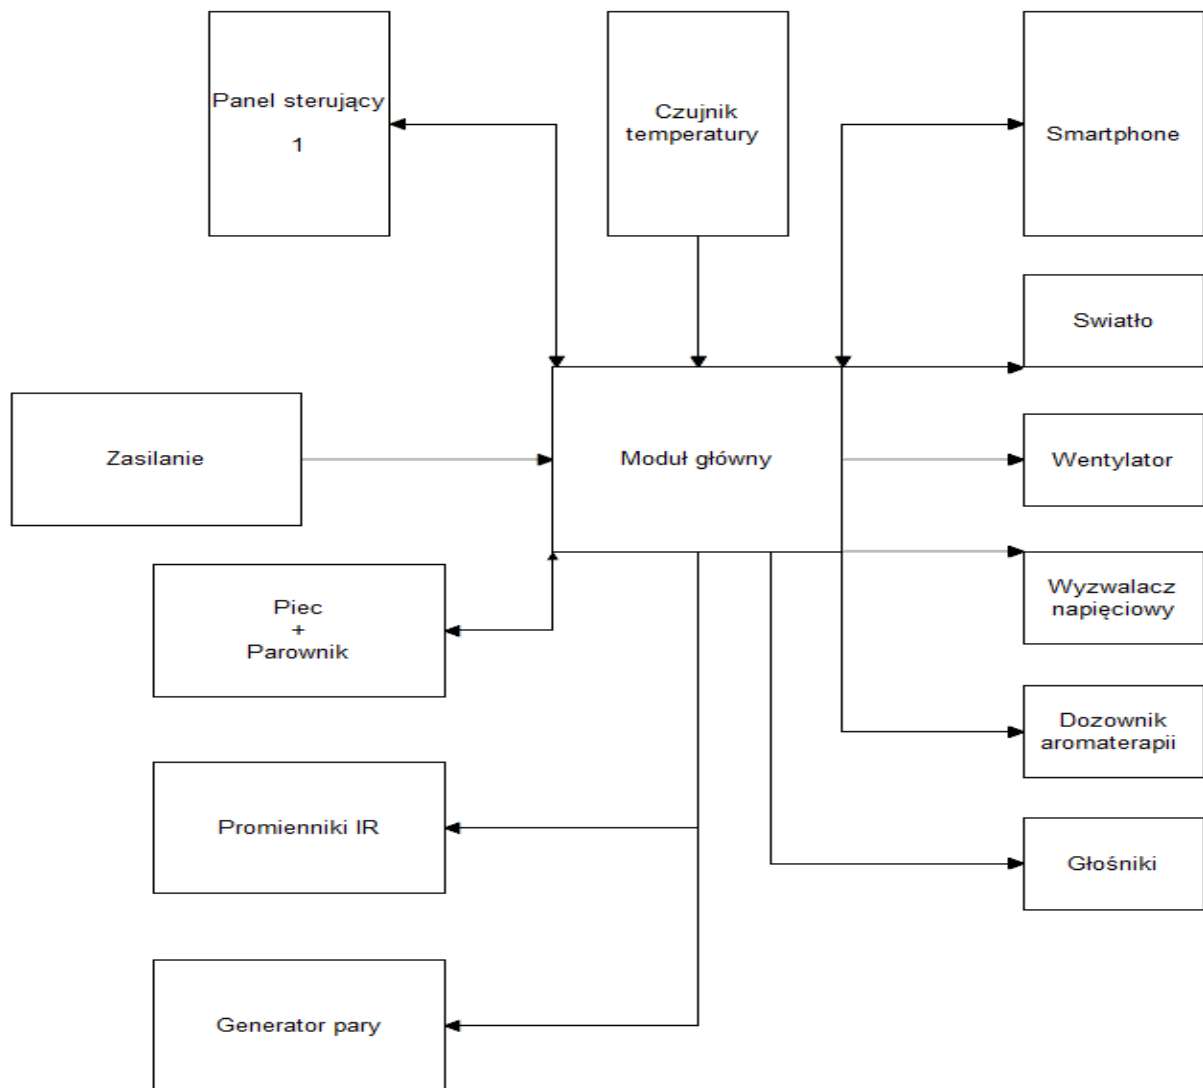 Panel sterujący
1
Czujnik
temperatury
Smartphone
Swiatło
Zasilanie
Moduł główny
Wentylator
Piec
+
Parownik
Wyzwalacz
napięciowy
Dozownik
aromaterapii
Promienniki IR
Głośniki
Generator pary